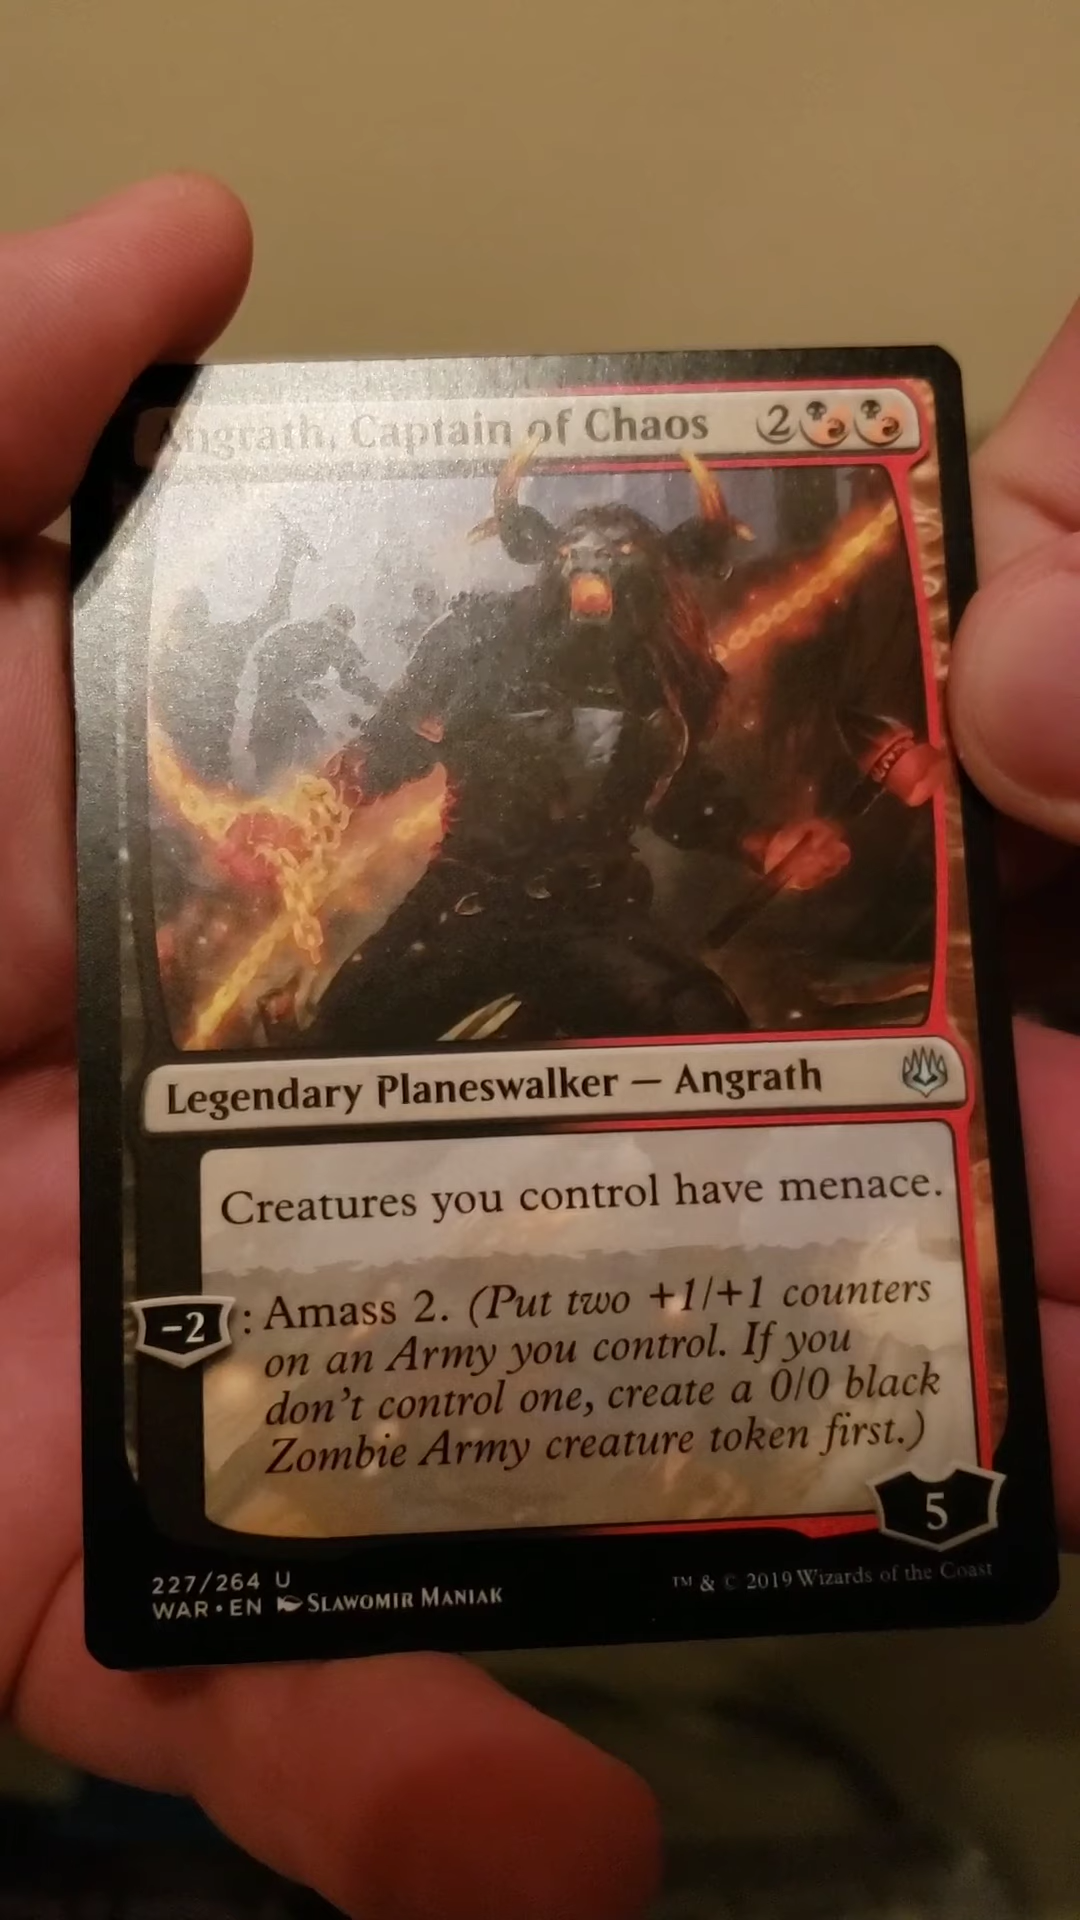 Angrath, Captain of Chaos 2
Legendary Planeswalker — Angrath
Creatures you control have menace.
−2: Amass 2. (Put two +1/+1 counters
on an Army you control. If you
don't control one, create a 0/0 black
Zombie Army creature token first.)
5
227/264 U
WAR • EN SLAWOMIR MANIAK
™ & © 2019 Wizards of the Coast